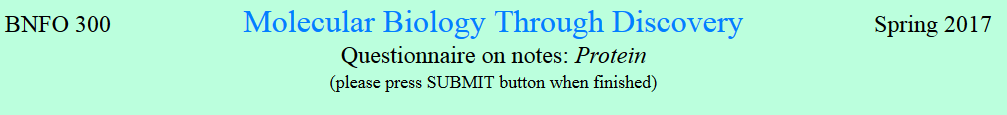 BNFO 300 Molecular Biology Through Discovery Spring 2017
Questionnaire on notes: Protein
(please press SUBMIT button when finished)